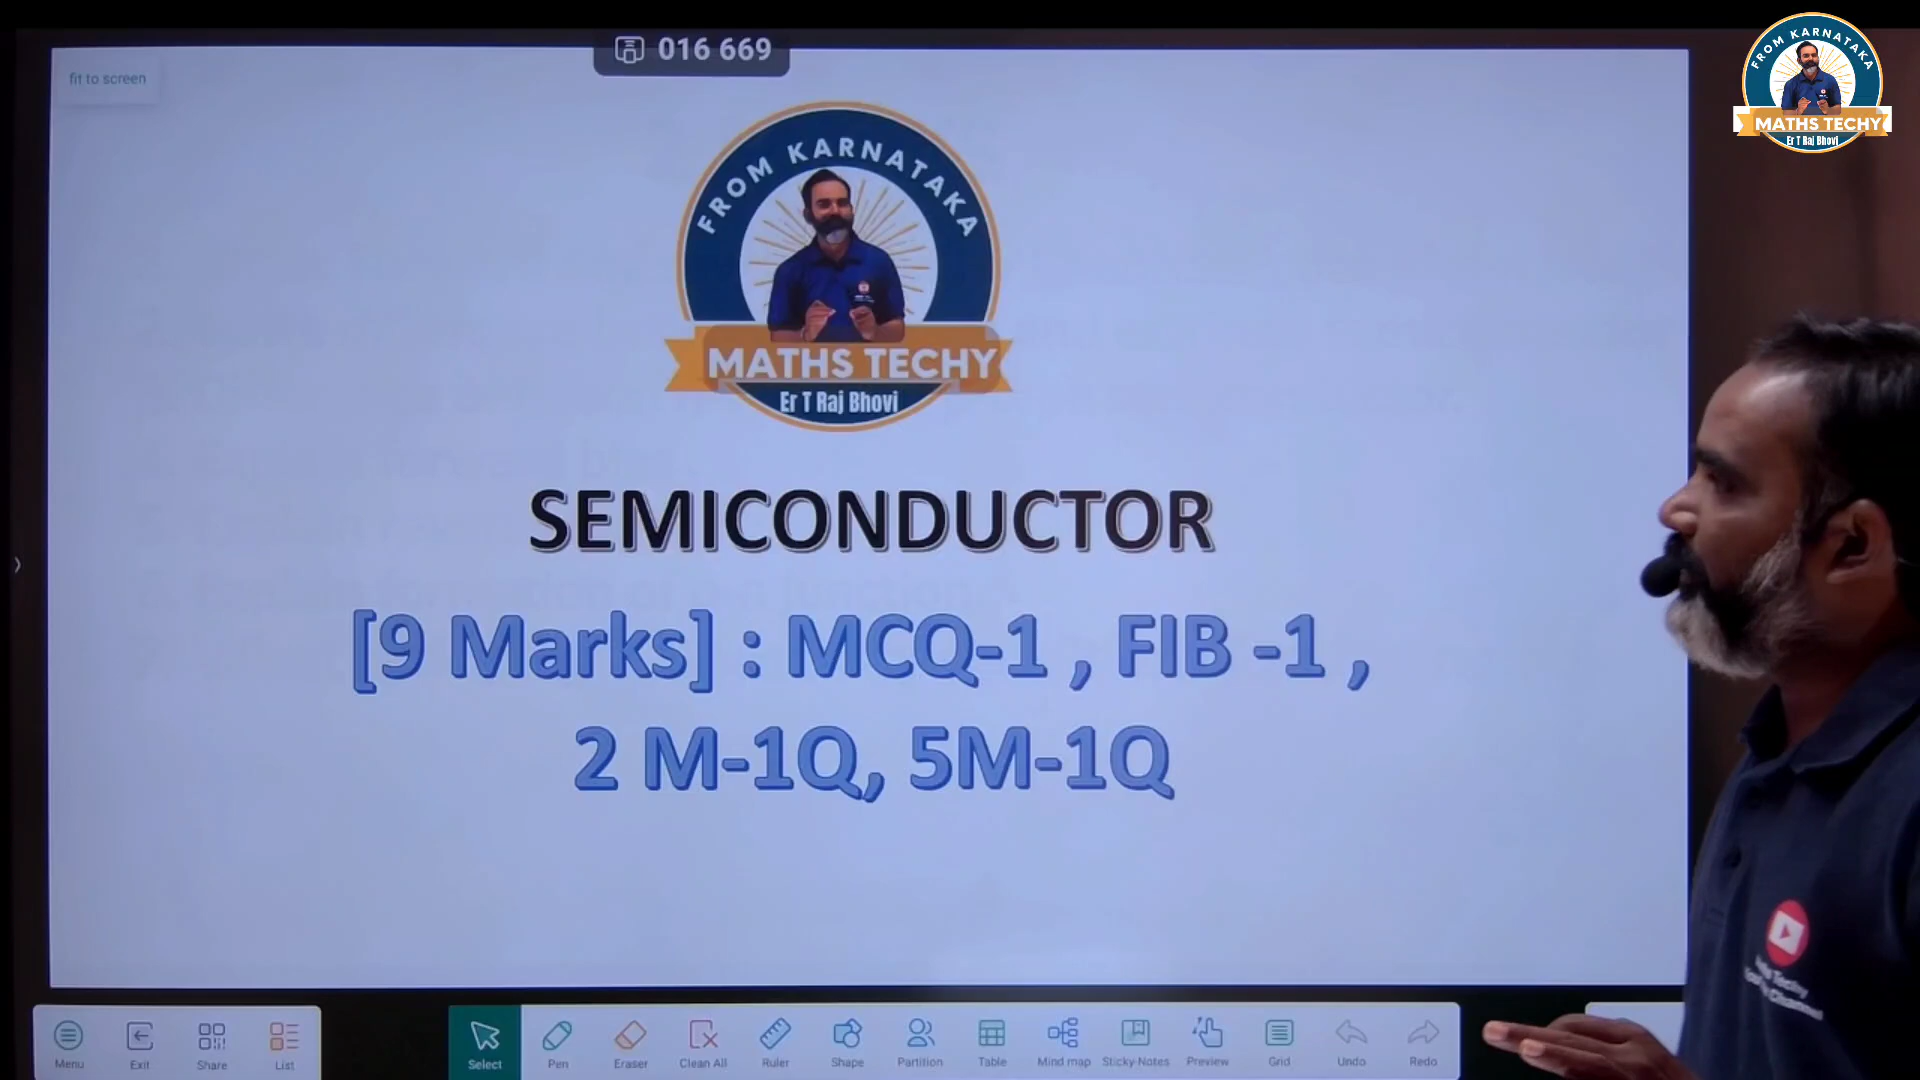 016 669
fit to screen
FROM KARNATAKA
MATHS TECHY
Er T Raj Bhovi
FROM KARNATAKA
MATHS TECHY
Er T Raj Bhovi
SEMICONDUCTOR
[9 Marks] : MCQ-1 , FIB -1 ,
2 M-1Q, 5M-1Q
Menu Exit Share List Select Pen Eraser Clean All Ruler Shape Partition Table Mind map Sticky Notes Preview Grid Undo Redo